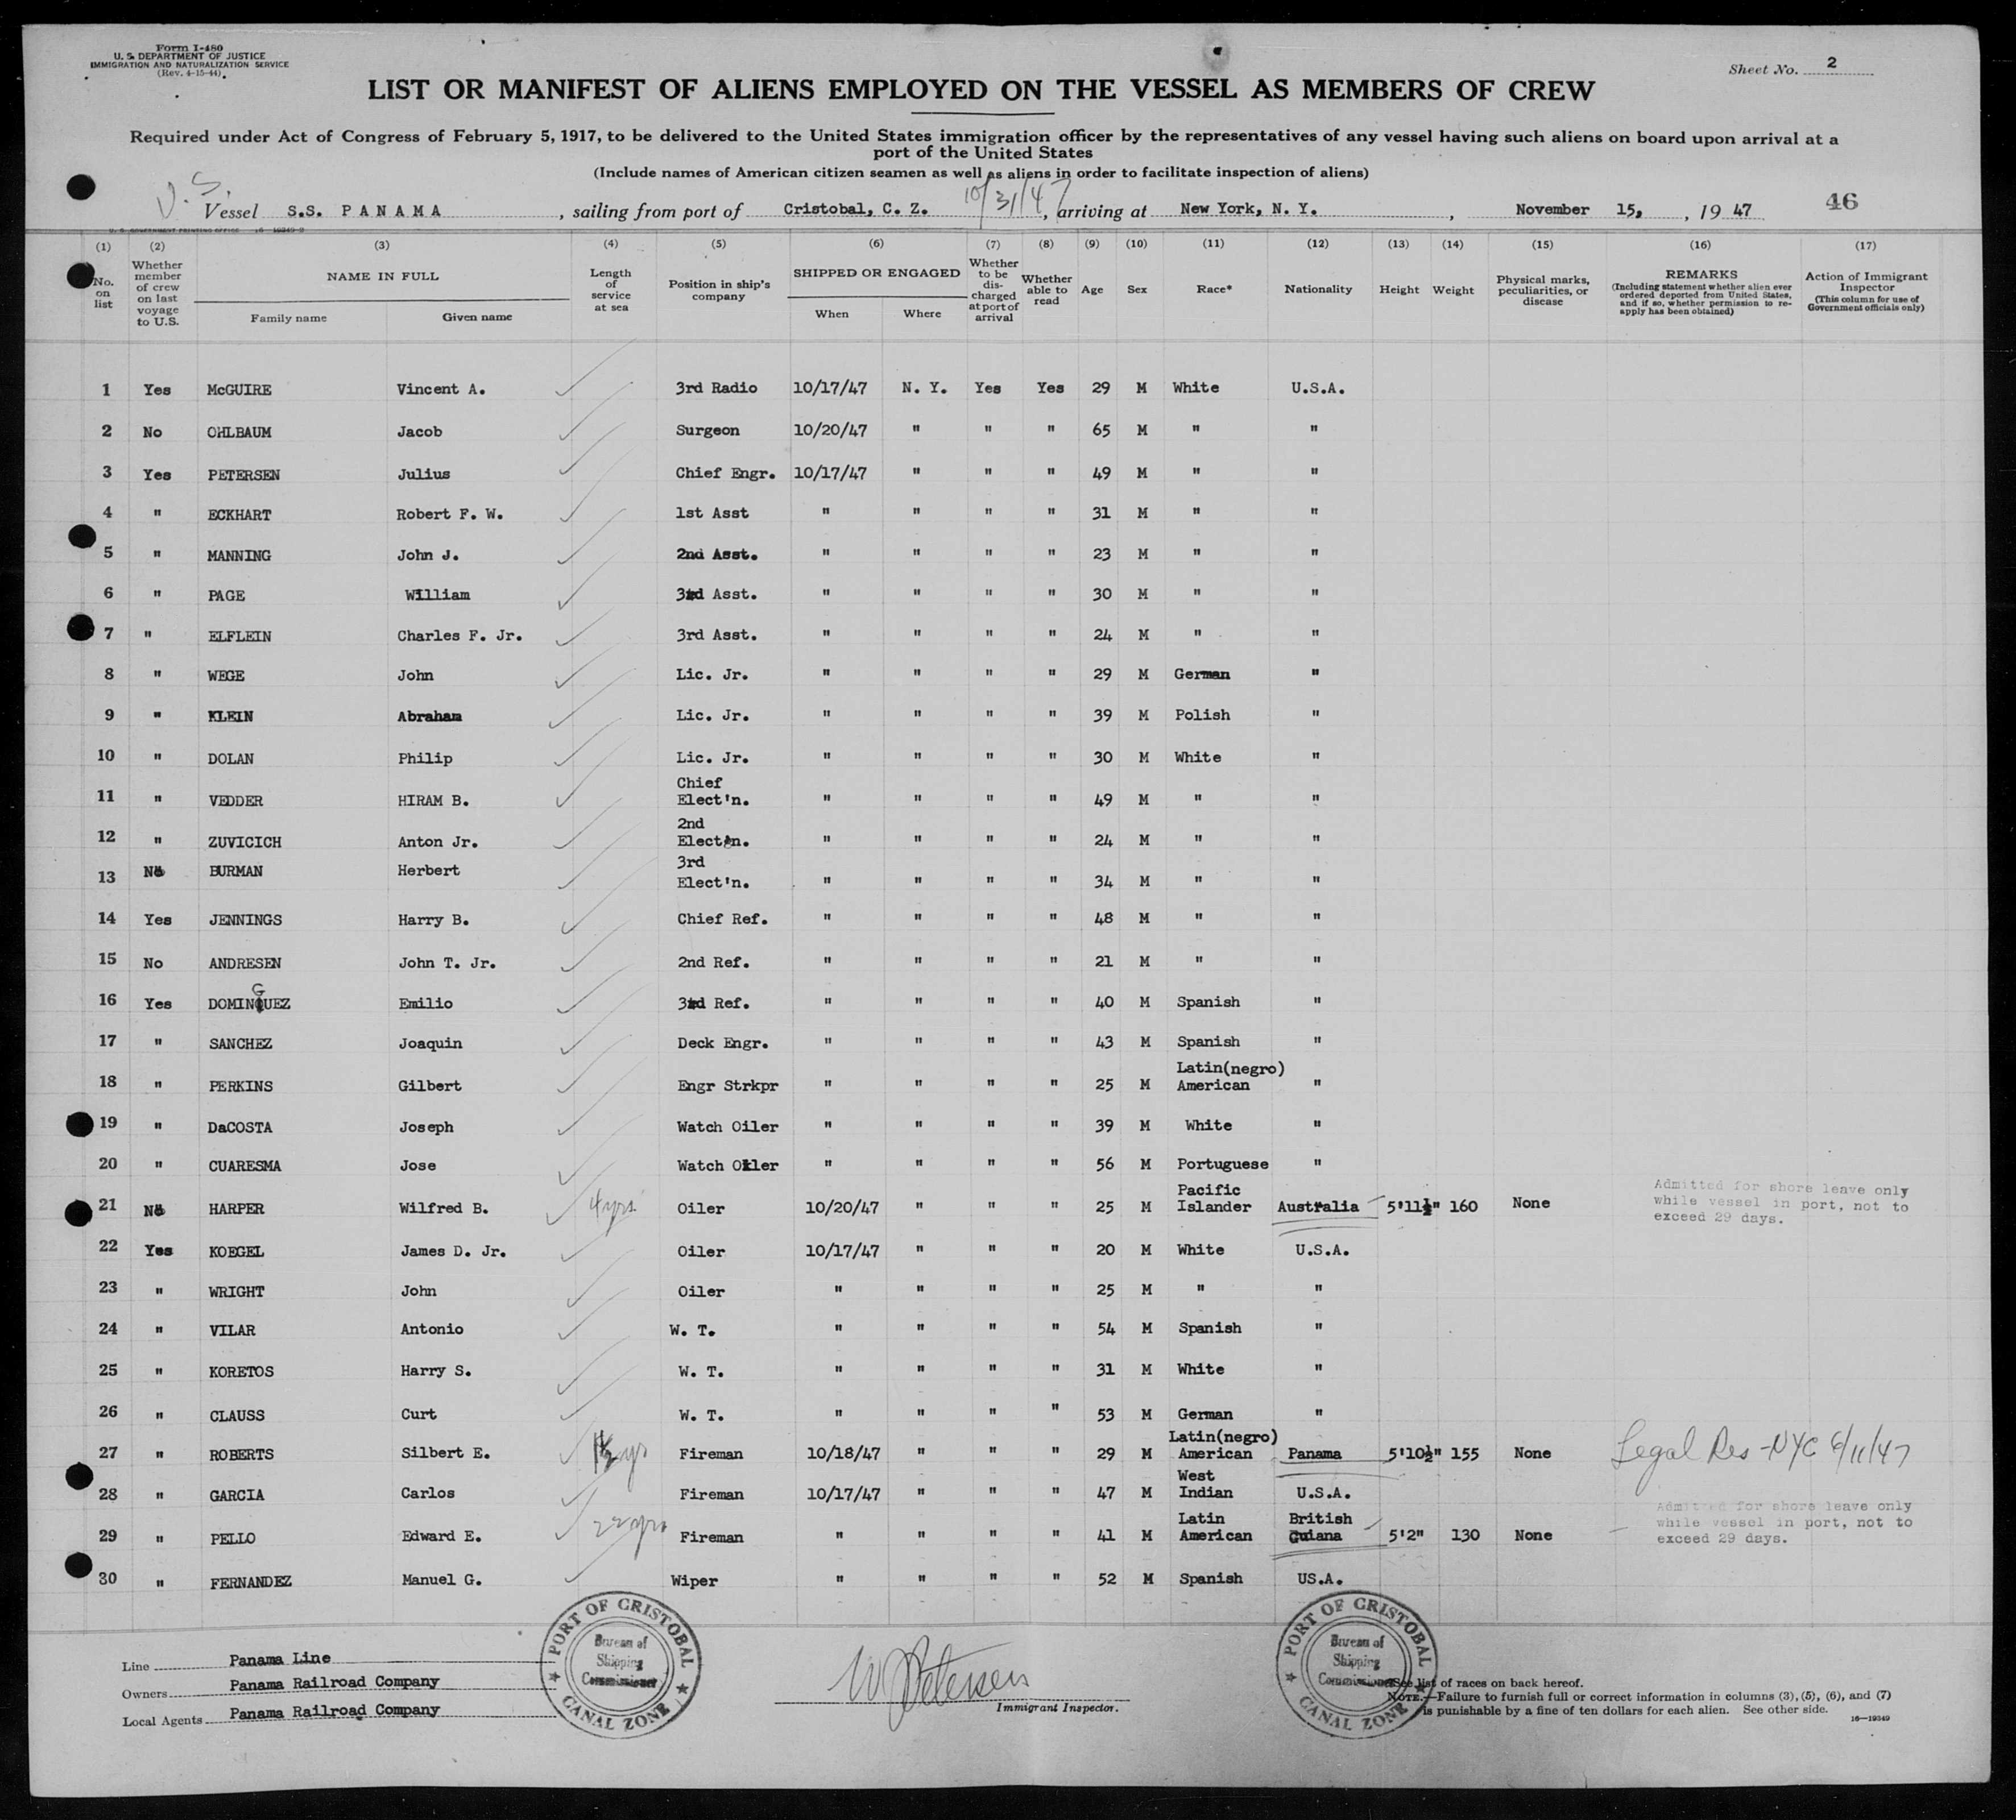 Form I-480
U. S. DEPARTMENT OF JUSTICE
IMMIGRATION AND NATURALIZATION SERVICE
(Rev. 4-15-44)
Sheet No. 2
LIST OR MANIFEST OF ALIENS EMPLOYED ON THE VESSEL AS MEMBERS OF CREW
Required under Act of Congress of February 5, 1917, to be delivered to the United States immigration officer by the representatives of any vessel having such aliens on board upon arrival at a
port of the United States
(Include names of American citizen seamen as well as aliens in order to facilitate inspection of aliens)
10/31/47
Vessel S.S. PANAMA , sailing from port of Cristobal, C. Z. , arriving at New York, N. Y. , November 15, , 19 47 46
U. S. GOVERNMENT PRINTING OFFICE 16-19349-2
(1) (2) (3) (4) (5) (6) (7) (8) (9) (10) (11) (12) (13) (14) (15) (16) (17)
No. on list
Whether member of crew on last voyage to U.S.
NAME IN FULL
Family name Given name
Length of service at sea
Position in ship's company
SHIPPED OR ENGAGED
When Where
Whether to be discharged at port of arrival
Whether able to read
Age Sex Race* Nationality Height Weight
Physical marks, peculiarities, or disease
REMARKS
(Including statement whether alien ever ordered deported from United States, and if so, whether permission to re-apply has been obtained)
Action of Immigrant Inspector
(This column for use of Government officials only)
1 Yes McGUIRE Vincent A. 3rd Radio 10/17/47 N. Y. Yes Yes 29 M White U.S.A.
2 No OHLBAUM Jacob Surgeon 10/20/47 " " " 65 M " "
3 Yes PETERSEN Julius Chief Engr. 10/17/47 " " " 49 M " "
4 " ECKHART Robert F. W. 1st Asst " " " " 31 M " "
5 " MANNING John J. 2nd Asst. " " " " 23 M " "
6 " PAGE William 3rd Asst. " " " " 30 M " "
7 " ELFLEIN Charles F. Jr. 3rd Asst. " " " " 24 M " "
8 " WEGE John Lic. Jr. " " " " 29 M German "
9 " KLEIN Abraham Lic. Jr. " " " " 39 M Polish "
10 " DOLAN Philip Lic. Jr. " " " " 30 M White "
11 " VEDDER HIRAM B. Chief Elect'n. " " " " 49 M " "
12 " ZUVICICH Anton Jr. 2nd Elect'n. " " " " 24 M " "
13 No BURMAN Herbert 3rd Elect'n. " " " " 34 M " "
14 Yes JENNINGS Harry B. Chief Ref. " " " " 48 M " "
15 No ANDRESEN John T. Jr. 2nd Ref. " " " " 21 M " "
16 Yes DOMINGUEZ Emilio 3rd Ref. " " " " 40 M Spanish "
17 " SANCHEZ Joaquin Deck Engr. " " " " 43 M Spanish "
18 " PERKINS Gilbert Engr Strkpr " " " " 25 M Latin(negro) American "
19 " DaCOSTA Joseph Watch Oiler " " " " 39 M White "
20 " CUARESMA Jose Watch Oiler " " " " 56 M Portuguese "
21 No HARPER Wilfred B. 4 yrs Oiler 10/20/47 " " " 25 M Pacific Islander Australia 5'11½" 160 None Admitted for shore leave only while vessel in port, not to exceed 29 days.
22 Yes KOEGEL James D. Jr. Oiler 10/17/47 " " " 20 M White U.S.A.
23 " WRIGHT John Oiler " " " " 25 M " "
24 " VILAR Antonio W. T. " " " " 54 M Spanish "
25 " KORETOS Harry S. W. T. " " " " 31 M White "
26 " CLAUSS Curt W. T. " " " " 53 M German "
27 " ROBERTS Silbert E. yr Fireman 10/18/47 " " " 29 M Latin(negro) American Panama 5'10½" 155 None Legal Res - NYC 6/11/47
28 " GARCIA Carlos Fireman 10/17/47 " " " 47 M West Indian U.S.A.
29 " PELLO Edward E. 22 yrs Fireman " " " " 41 M Latin American British Guiana 5'2" 130 None Admitted for shore leave only while vessel in port, not to exceed 29 days.
30 " FERNANDEZ Manuel G. Wiper " " " " 52 M Spanish US.A.
Line Panama Line
Owners Panama Railroad Company
Local Agents Panama Railroad Company
PORT OF CRISTOBAL
Bureau of Shipping Commissioner
CANAL ZONE
W Petersen
Immigrant Inspector.
PORT OF CRISTOBAL
Bureau of Shipping Commissioner
CANAL ZONE
*See list of races on back hereof.
NOTE.—Failure to furnish full or correct information in columns (3), (5), (6), and (7)
is punishable by a fine of ten dollars for each alien. See other side.
16—19349